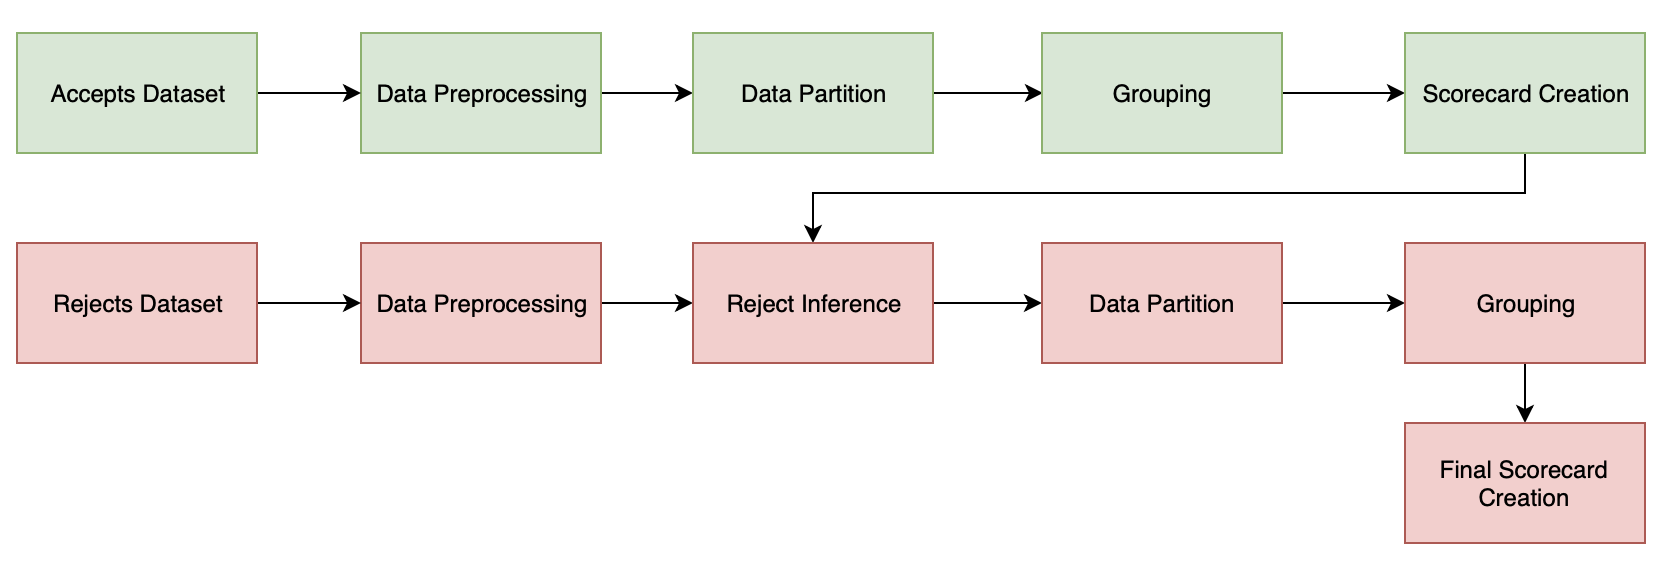 Accepts Dataset
Data Preprocessing
Data Partition
Grouping
Scorecard Creation
Rejects Dataset
Data Preprocessing
Reject Inference
Data Partition
Grouping
Final Scorecard
Creation